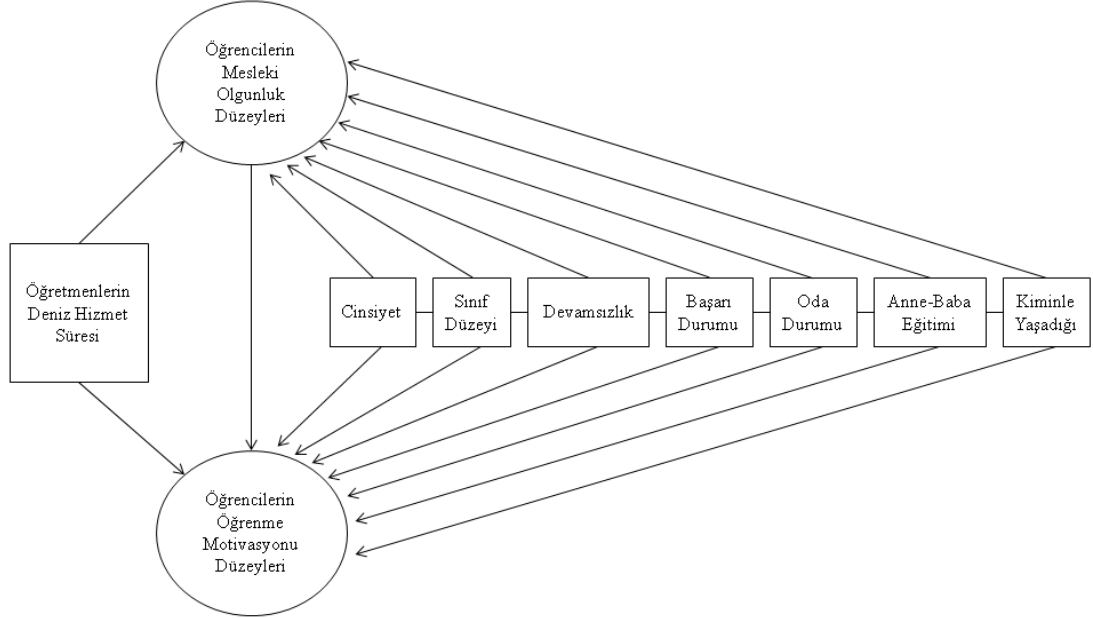 Öğrencilerin
Mesleki
Olgunluk
Düzeyleri
Öğretmenlerin
Deniz Hizmet
Süresi
Cinsiyet
Sınıf
Düzeyi
Devamsızlık
Başarı
Durumu
Oda
Durumu
Anne-Baba
Eğitimi
Kiminle
Yaşadığı
Öğrencilerin
Öğrenme
Motivasyonu
Düzeyleri